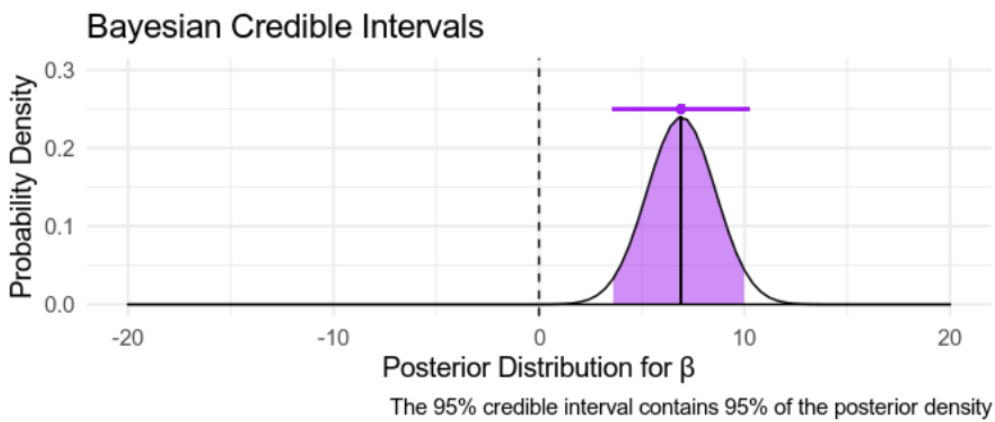 Bayesian Credible Intervals
Probability Density
0.3
0.2
0.1
0.0
-20 -10 0 10 20
Posterior Distribution for β
The 95% credible interval contains 95% of the posterior density